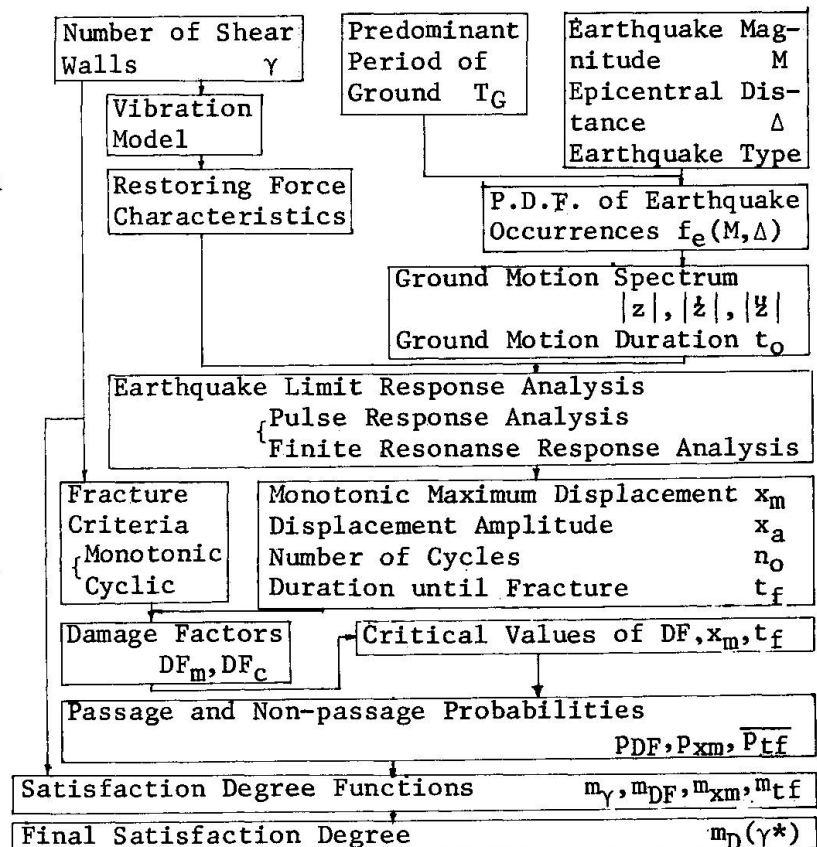 Number of Shear
Walls γ
Predominant
Period of
Ground T_G
Earthquake Mag-
nitude M
Epicentral Dis-
tance Δ
Earthquake Type
Vibration
Model
Restoring Force
Characteristics
P.D.F. of Earthquake
Occurrences f_e(M,Δ)
Ground Motion Spectrum
|z|,|ż|,|z̈|
Ground Motion Duration t_o
Earthquake Limit Response Analysis
{Pulse Response Analysis
Finite Resonanse Response Analysis
Fracture
Criteria
{Monotonic
Cyclic
Monotonic Maximum Displacement x_m
Displacement Amplitude x_a
Number of Cycles n_o
Duration until Fracture t_f
Damage Factors
DF_m,DF_c
Critical Values of DF,x_m,t_f
Passage and Non-passage Probabilities
p_DF,p_xm,p̅_t̅f̅
Satisfaction Degree Functions m_γ,m_DF,m_xm,m_tf
Final Satisfaction Degree m_D(γ*)